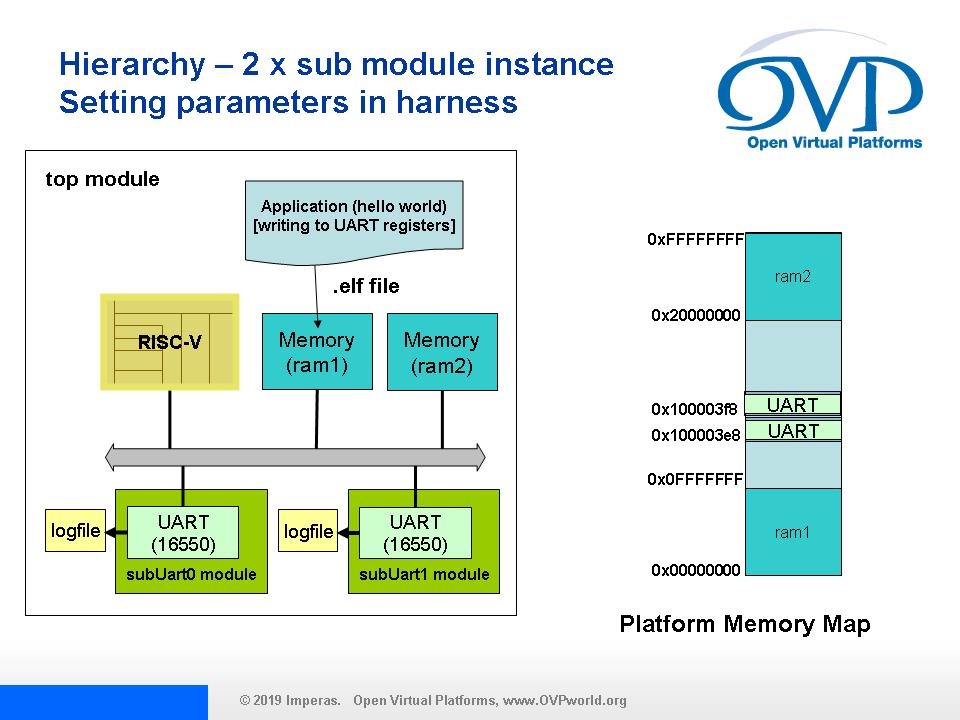 Hierarchy – 2 x sub module instance
Setting parameters in harness
OVP
Open Virtual Platforms
top module
Application (hello world)
[writing to UART registers]
.elf file
RISC-V
Memory
(ram1)
Memory
(ram2)
logfile
UART
(16550)
subUart0 module
logfile
UART
(16550)
subUart1 module
0xFFFFFFFF
ram2
0x20000000
0x100003f8
UART
0x100003e8
UART
0x0FFFFFFF
ram1
0x00000000
Platform Memory Map
© 2019 Imperas. Open Virtual Platforms, www.OVPworld.org